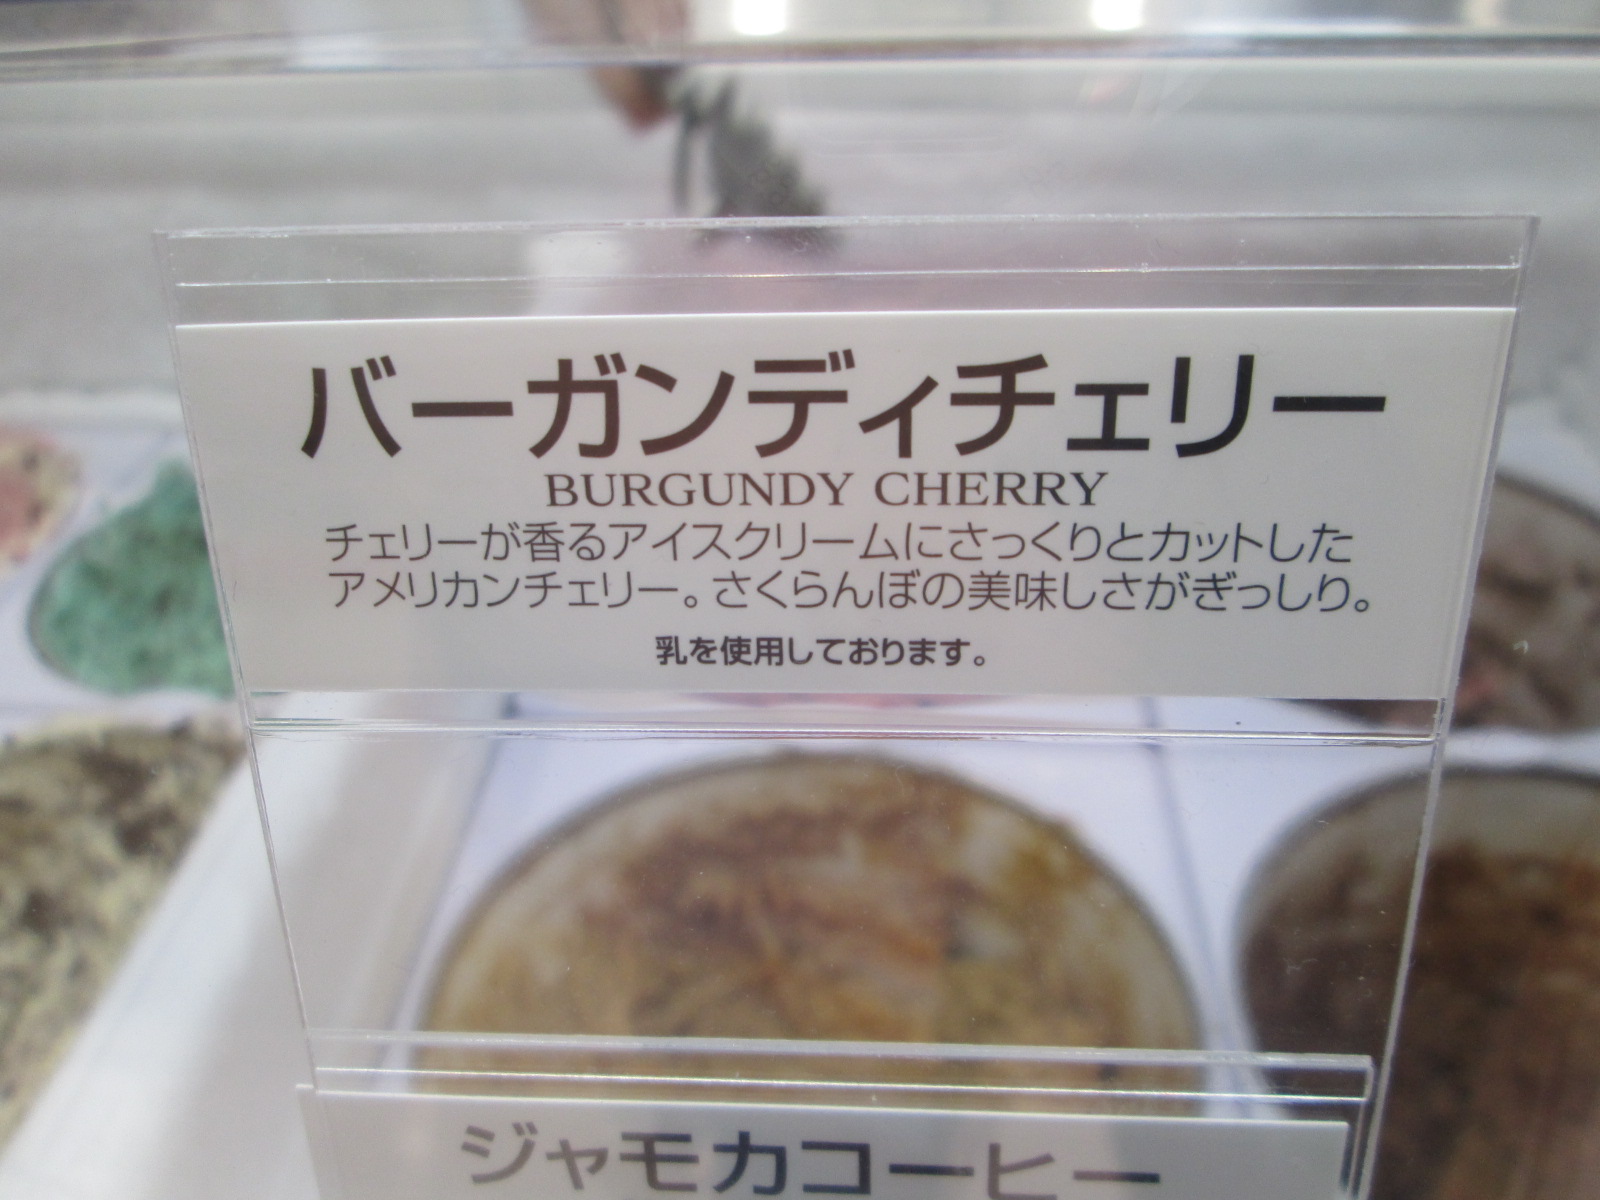 バーガンディチェリー
BURGUNDY CHERRY
チェリーが香るアイスクリームにさっくりとカットした
アメリカンチェリー。さくらんぼの美味しさがぎっしり。
乳を使用しております。
ジャモカコーヒー